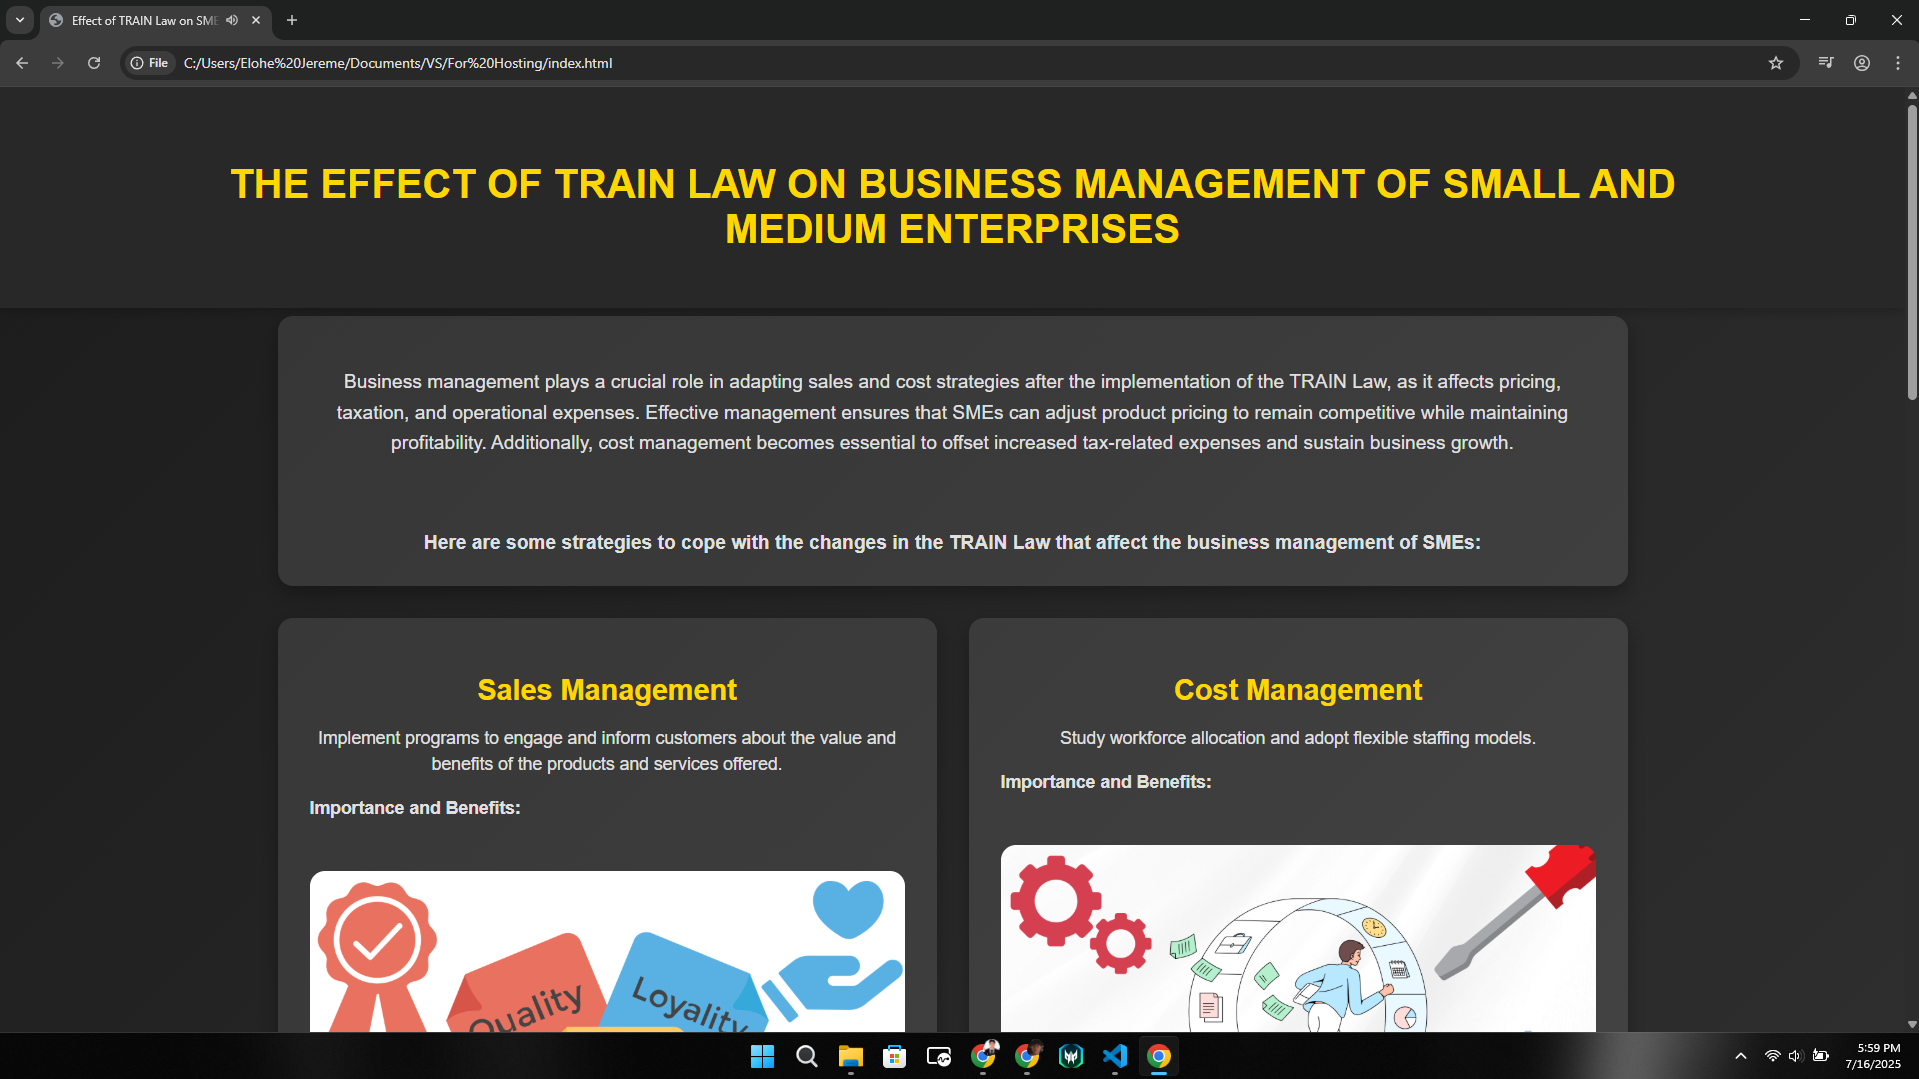 Effect of TRAIN Law on SME
File
C:/Users/Elohe%20Jereme/Documents/VS/For%20Hosting/index.html
THE EFFECT OF TRAIN LAW ON BUSINESS MANAGEMENT OF SMALL AND
MEDIUM ENTERPRISES
Business management plays a crucial role in adapting sales and cost strategies after the implementation of the TRAIN Law, as it affects pricing,
taxation, and operational expenses. Effective management ensures that SMEs can adjust product pricing to remain competitive while maintaining
profitability. Additionally, cost management becomes essential to offset increased tax-related expenses and sustain business growth.
Here are some strategies to cope with the changes in the TRAIN Law that affect the business management of SMEs:
Sales Management
Implement programs to engage and inform customers about the value and
benefits of the products and services offered.
Importance and Benefits:
Quality
Loyality
Cost Management
Study workforce allocation and adopt flexible staffing models.
Importance and Benefits:
5:59 PM
7/16/2025